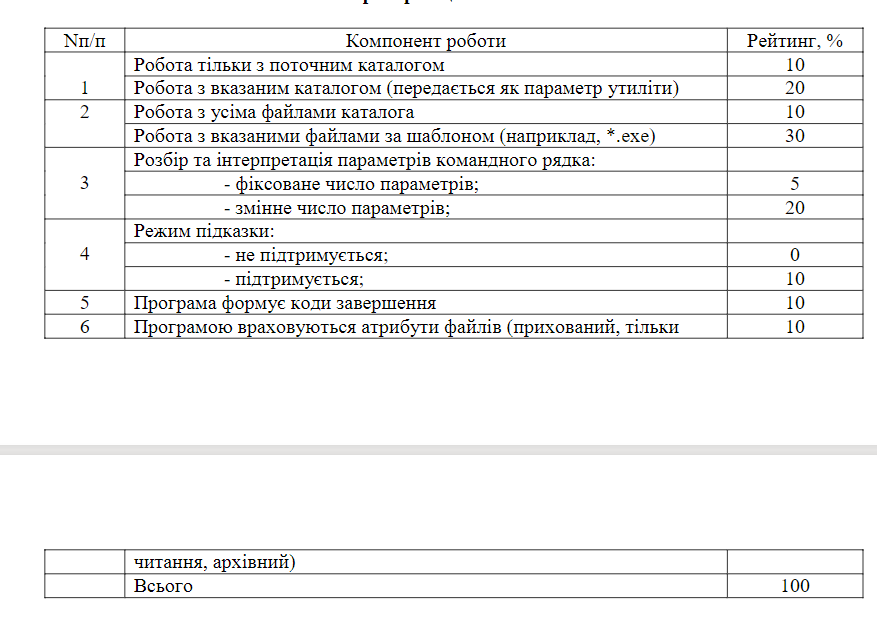 Nп/п Компонент роботи Рейтинг, %
Робота тільки з поточним каталогом 10
1 Робота з вказаним каталогом (передається як параметр утиліти) 20
2 Робота з усіма файлами каталога 10
Робота з вказаними файлами за шаблоном (наприклад, *.exe) 30
Розбір та інтерпретація параметрів командного рядка:
3 - фіксоване число параметрів; 5
- змінне число параметрів; 20
Режим підказки:
4 - не підтримується; 0
- підтримується; 10
5 Програма формує коди завершення 10
6 Програмою враховуються атрибути файлів (прихований, тільки 10
читання, архівний)
Всього 100